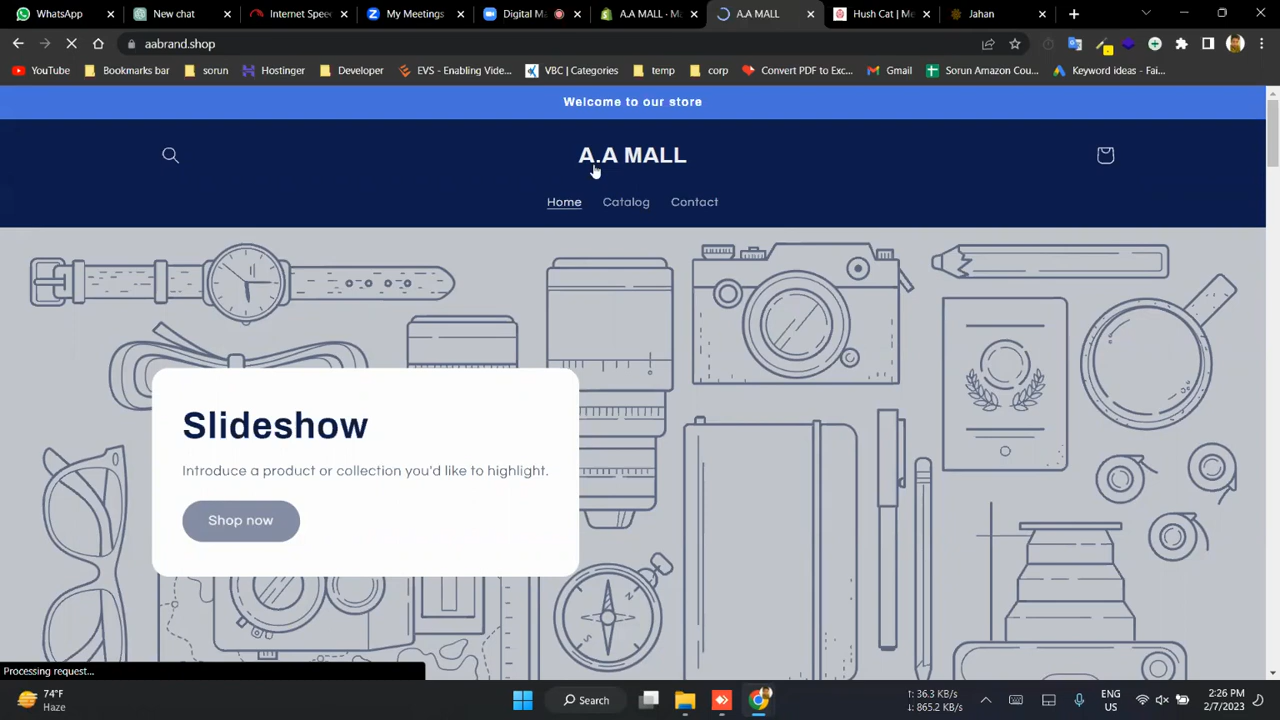 WhatsApp
New chat
Internet Spee
My Meetings
Digital Ma
A.A MALL · M
A.A MALL
Hush Cat | Me
Jahan
aabrand.shop
YouTube
Bookmarks bar
sorun
Hostinger
Developer
EVS - Enabling Vide...
VBC | Categories
temp
corp
Convert PDF to Exc...
Gmail
Sorun Amazon Cou...
Keyword ideas - Fai...
Welcome to our store
A.A MALL
Home
Catalog
Contact
Slideshow
Introduce a product or collection you'd like to highlight.
Shop now
N
S
Processing request...
74°F
Haze
Search
↑: 36.3 KB/s
↓: 865.2 KB/s
ENG
US
2:26 PM
2/7/2023